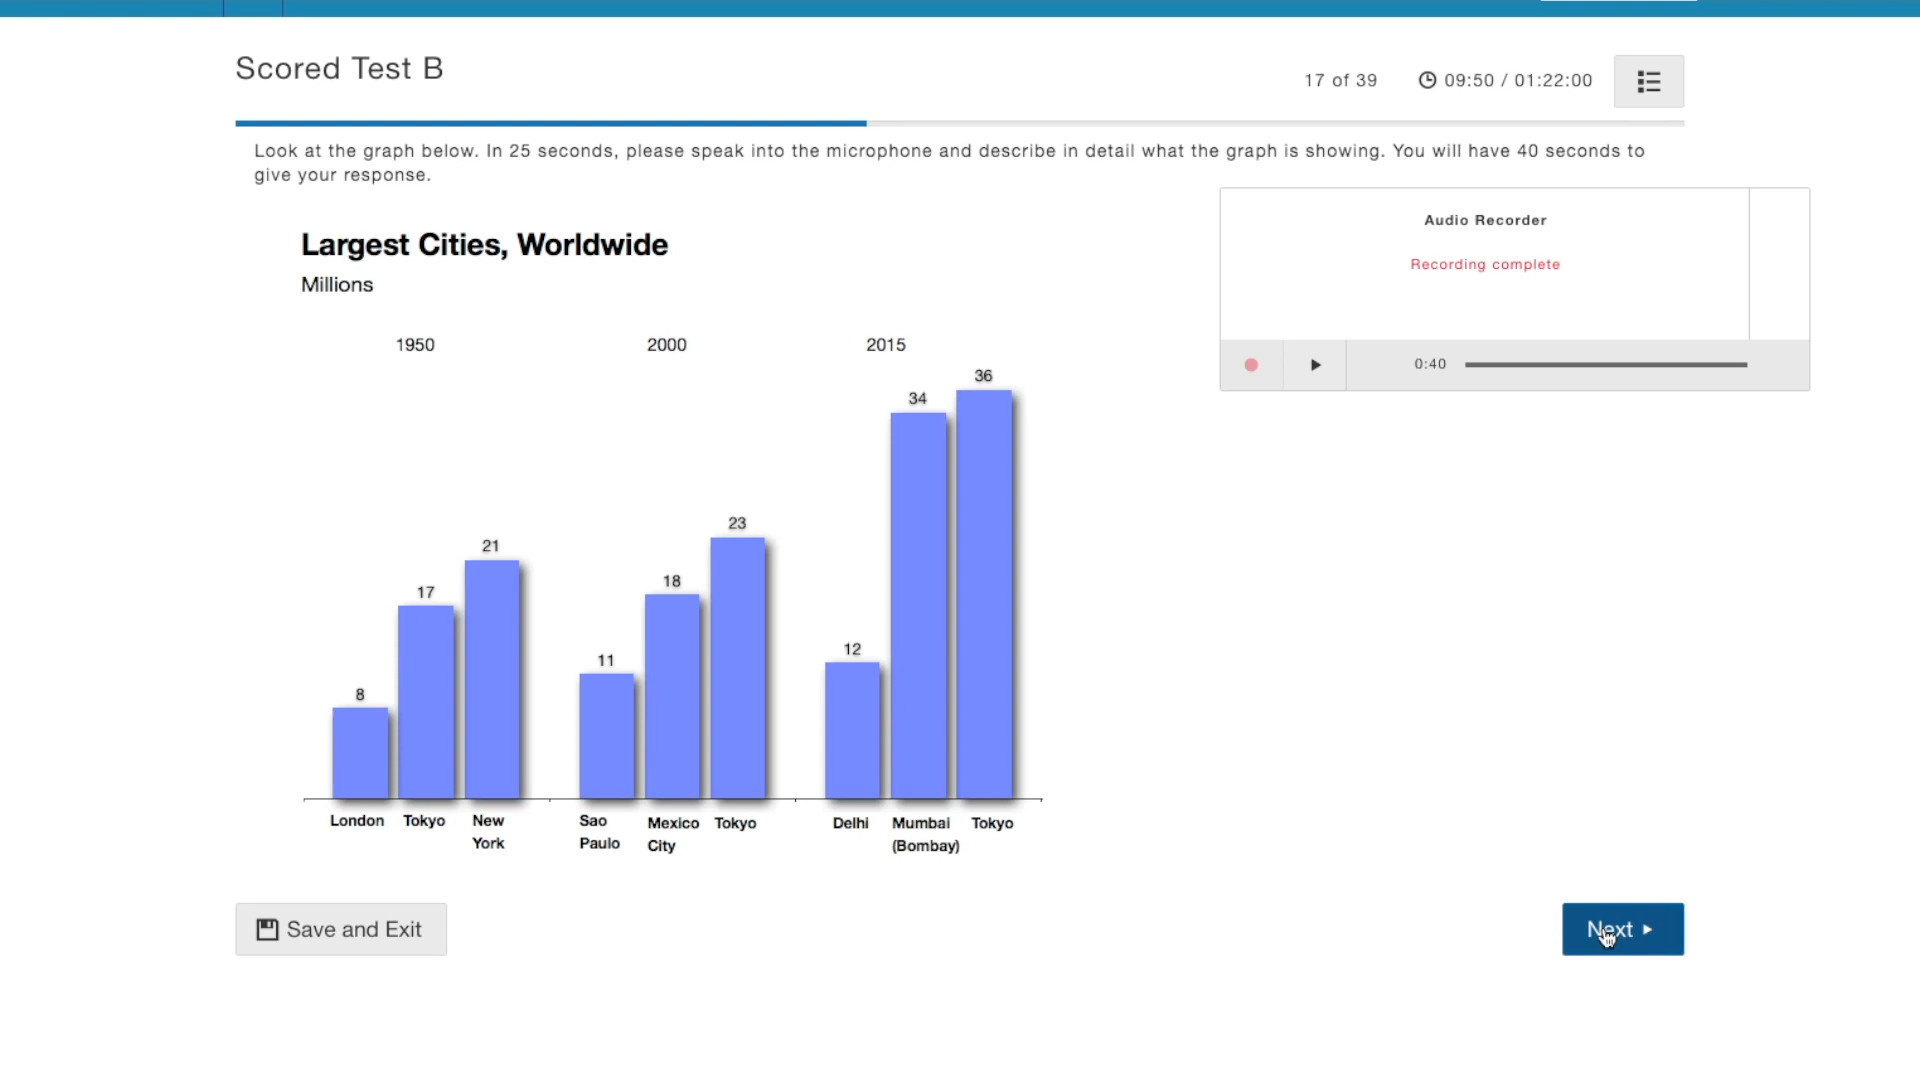 Scored Test B
17 of 39
09:50 / 01:22:00
Look at the graph below. In 25 seconds, please speak into the microphone and describe in detail what the graph is showing. You will have 40 seconds to
give your response.
Audio Recorder
Recording complete
0:40
Largest Cities, Worldwide
Millions
1950
2000
2015
8
17
21
11
18
23
12
34
36
London
Tokyo
New
York
Sao
Paulo
Mexico
City
Tokyo
Delhi
Mumbai
(Bombay)
Tokyo
Save and Exit
Next